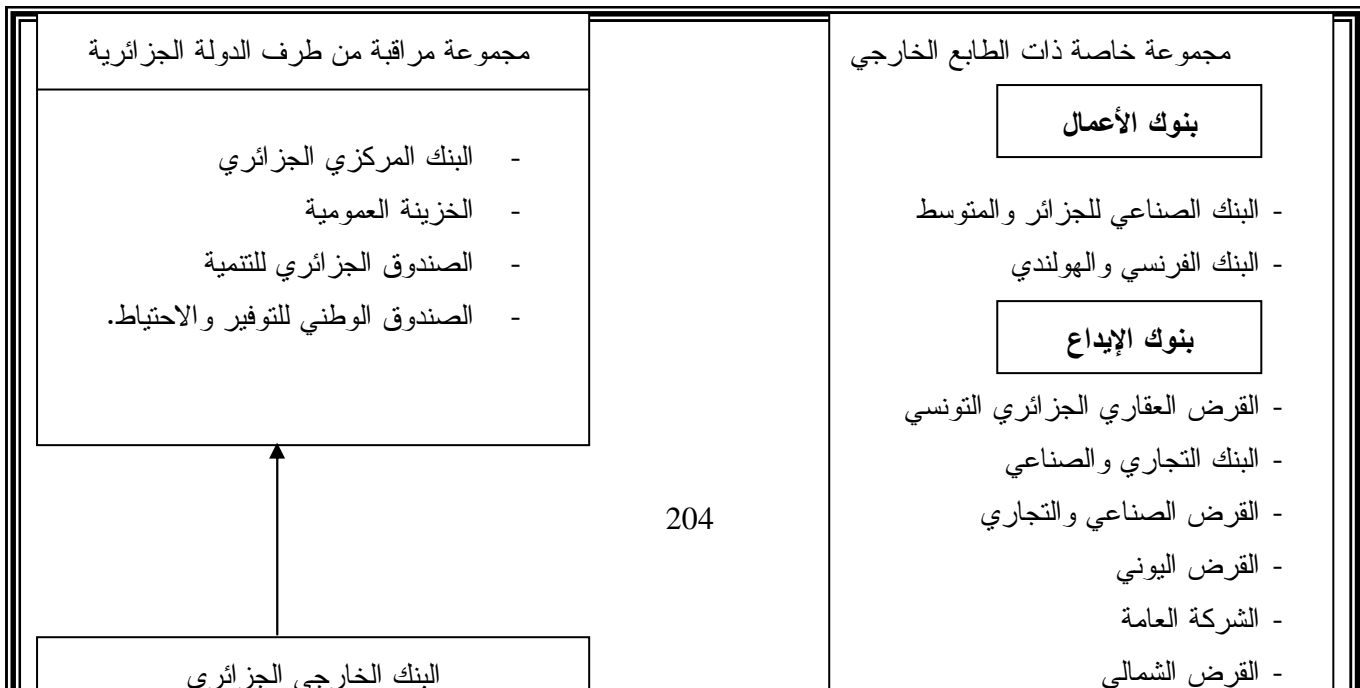 مجموعة خاصة ذات الطابع الخارجي
بنوك الأعمال
- البنك الصناعي للجزائر والمتوسط
- البنك الفرنسي والهولندي
بنوك الإيداع
- القرض العقاري الجزائري التونسي
- البنك التجاري والصناعي
- القرض الصناعي والتجاري
- القرض اليوني
- الشركة العامة
- القرض الشمالي
مجموعة مراقبة من طرف الدولة الجزائرية
- البنك المركزي الجزائري
- الخزينة العمومية
- الصندوق الجزائري للتنمية
- الصندوق الوطني للتوفير والاحتياط.
204
البنك الخارجي الجزائري